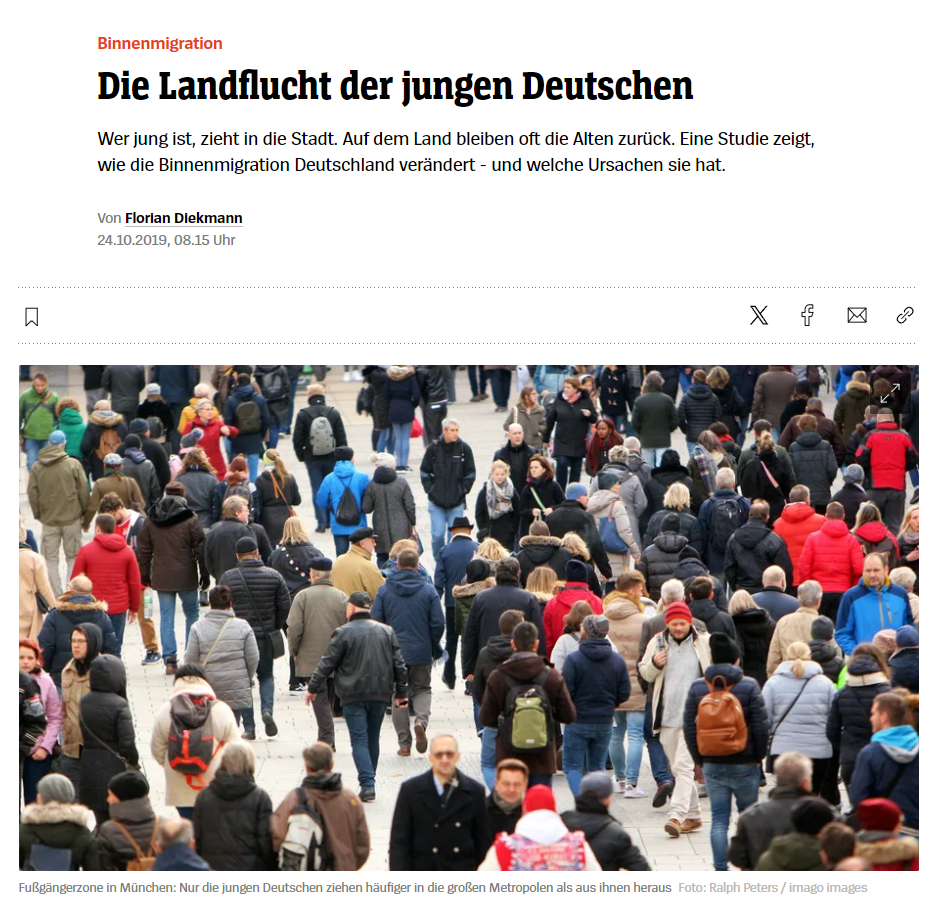 Binnenmigration
Die Landflucht der jungen Deutschen
Wer jung ist, zieht in die Stadt. Auf dem Land bleiben oft die Alten zurück. Eine Studie zeigt,
wie die Binnenmigration Deutschland verändert - und welche Ursachen sie hat.
Von Florian Diekmann
24.10.2019, 08.15 Uhr
Fußgängerzone in München: Nur die jungen Deutschen ziehen häufiger in die großen Metropolen als aus ihnen heraus Foto: Ralph Peters / imago images